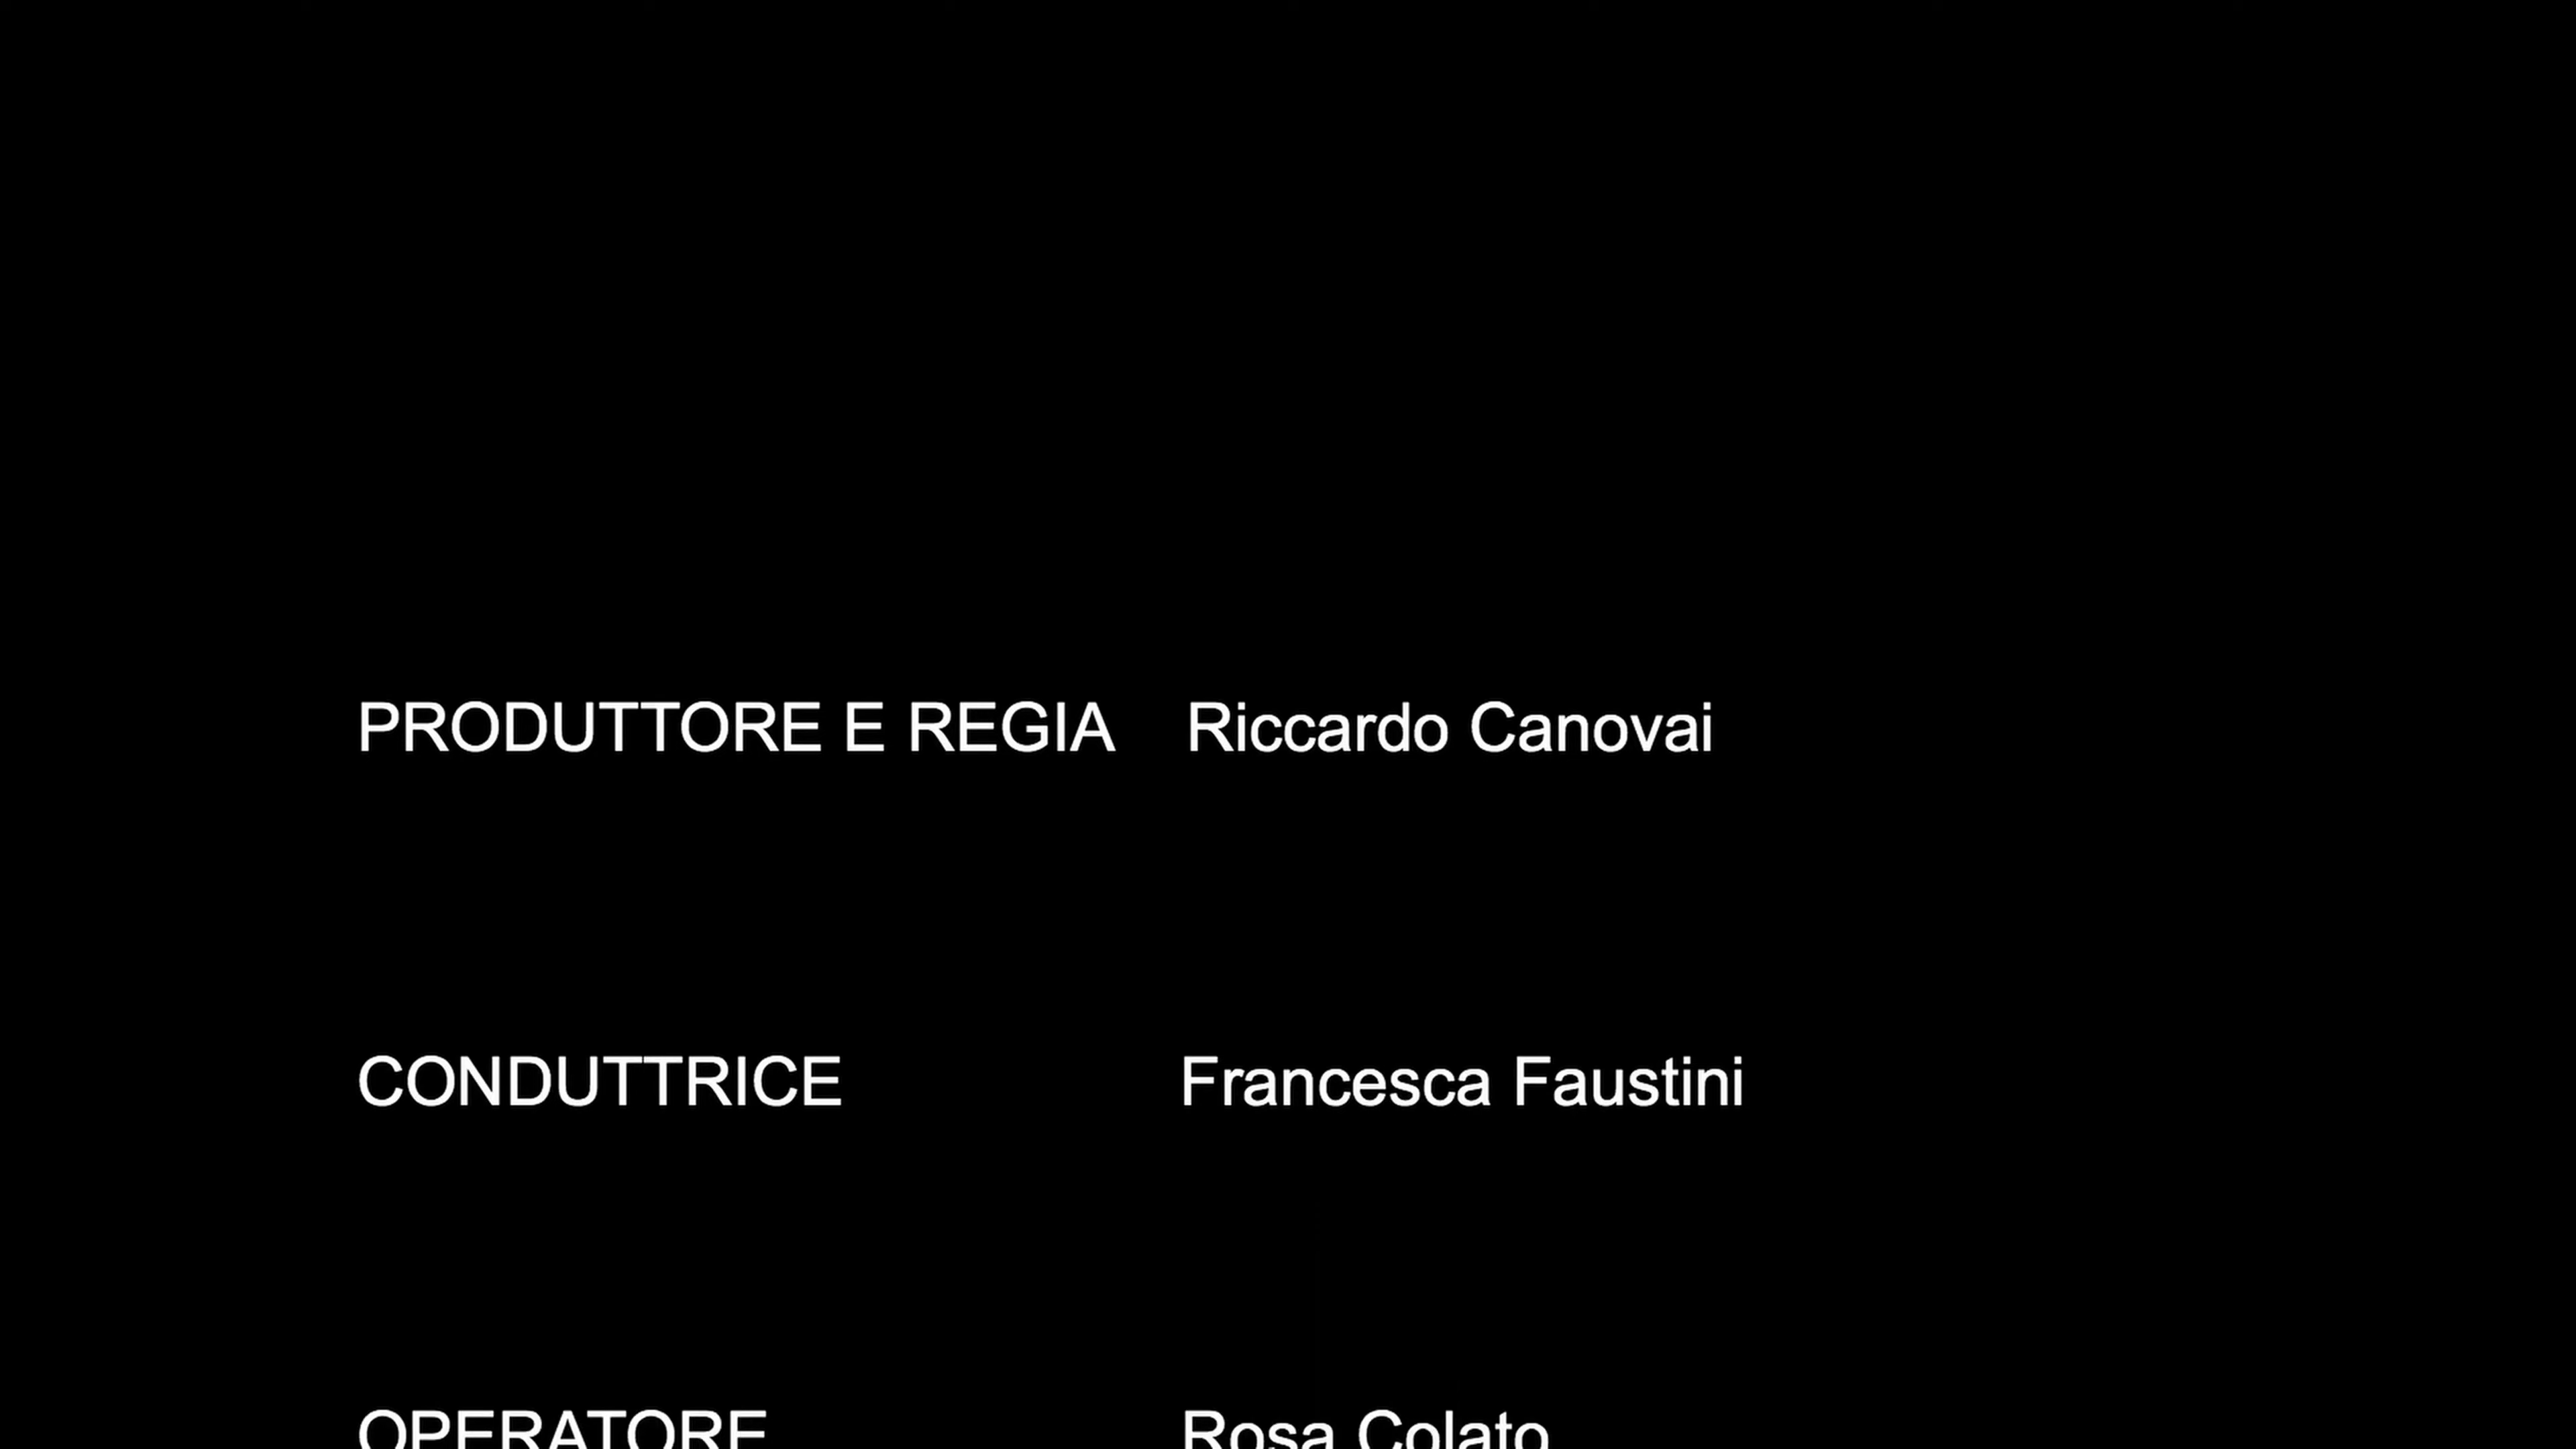 PRODUTTORE E REGIA Riccardo Canovai
CONDUTTRICE Francesca Faustini
OPERATORE Rosa Colato